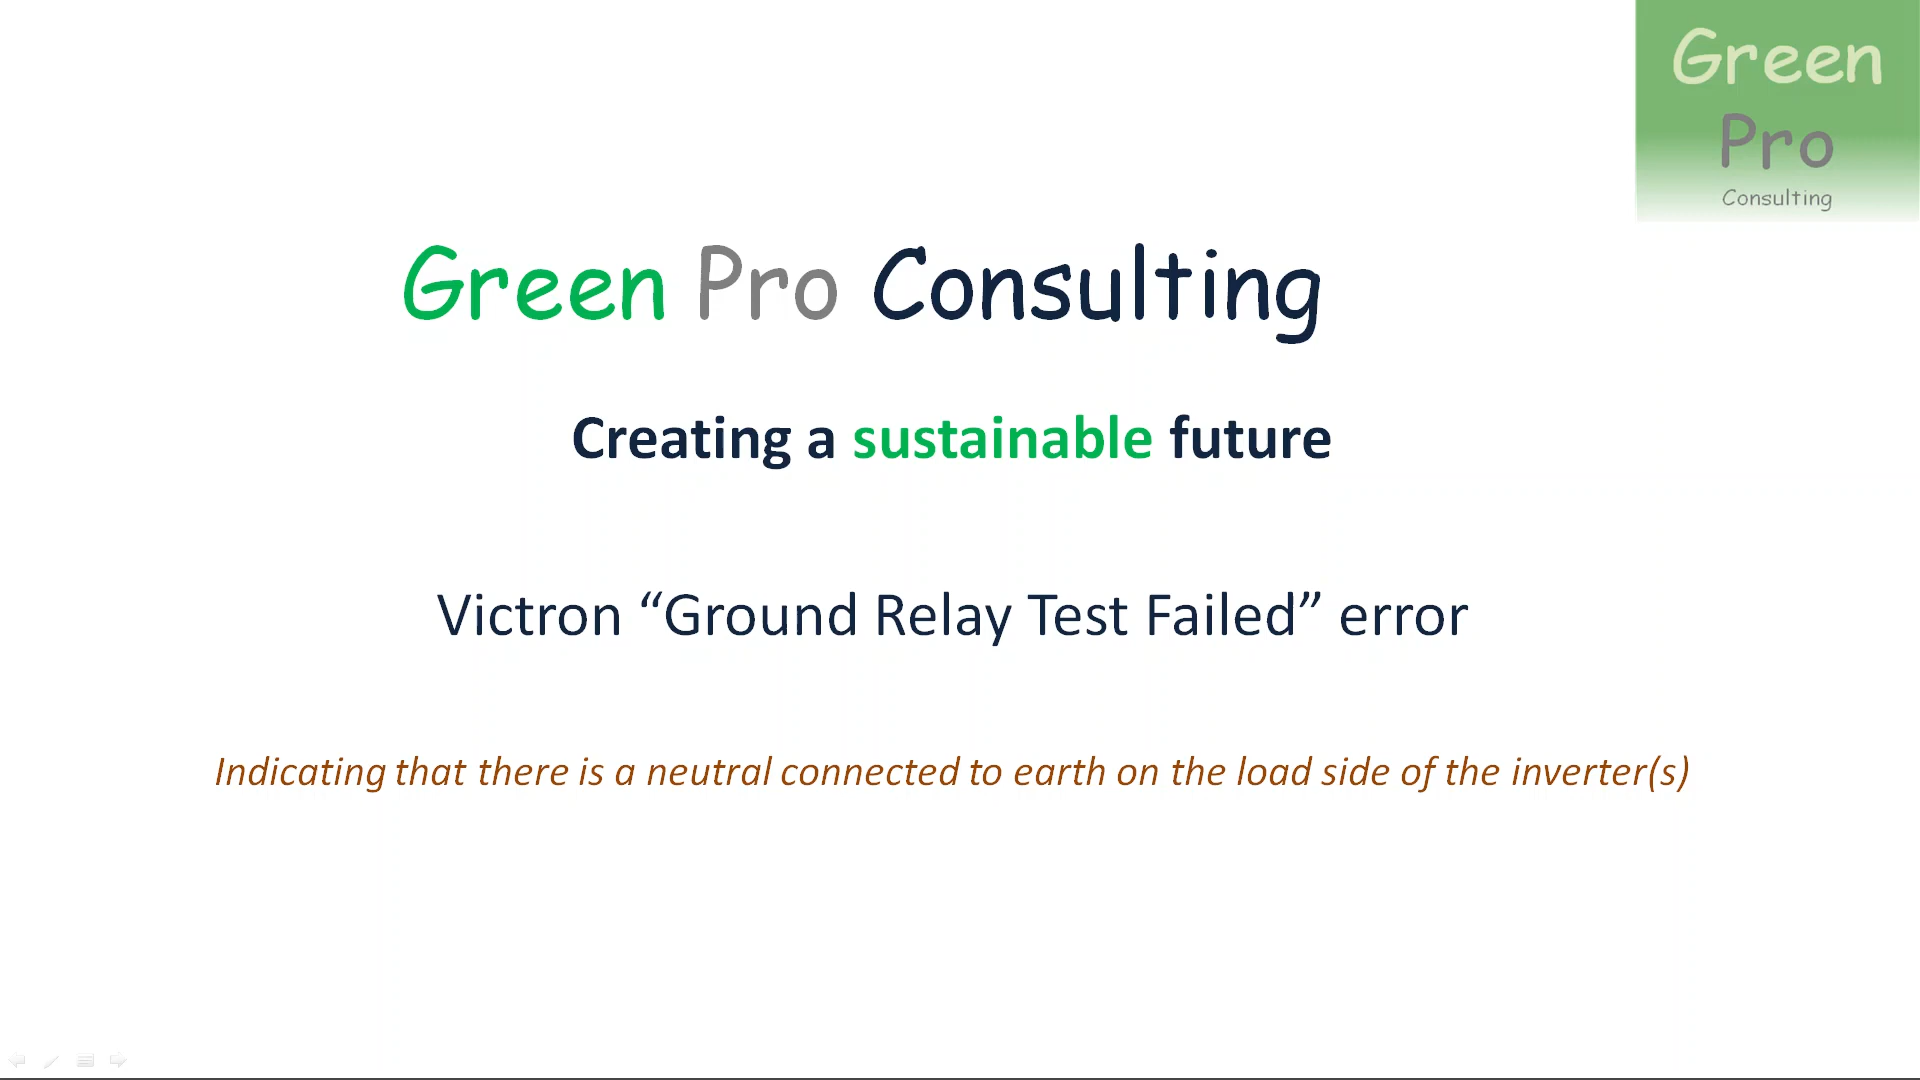 Green
Pro
Consulting
Green Pro Consulting
Creating a sustainable future
Victron “Ground Relay Test Failed” error
Indicating that there is a neutral connected to earth on the load side of the inverter(s)